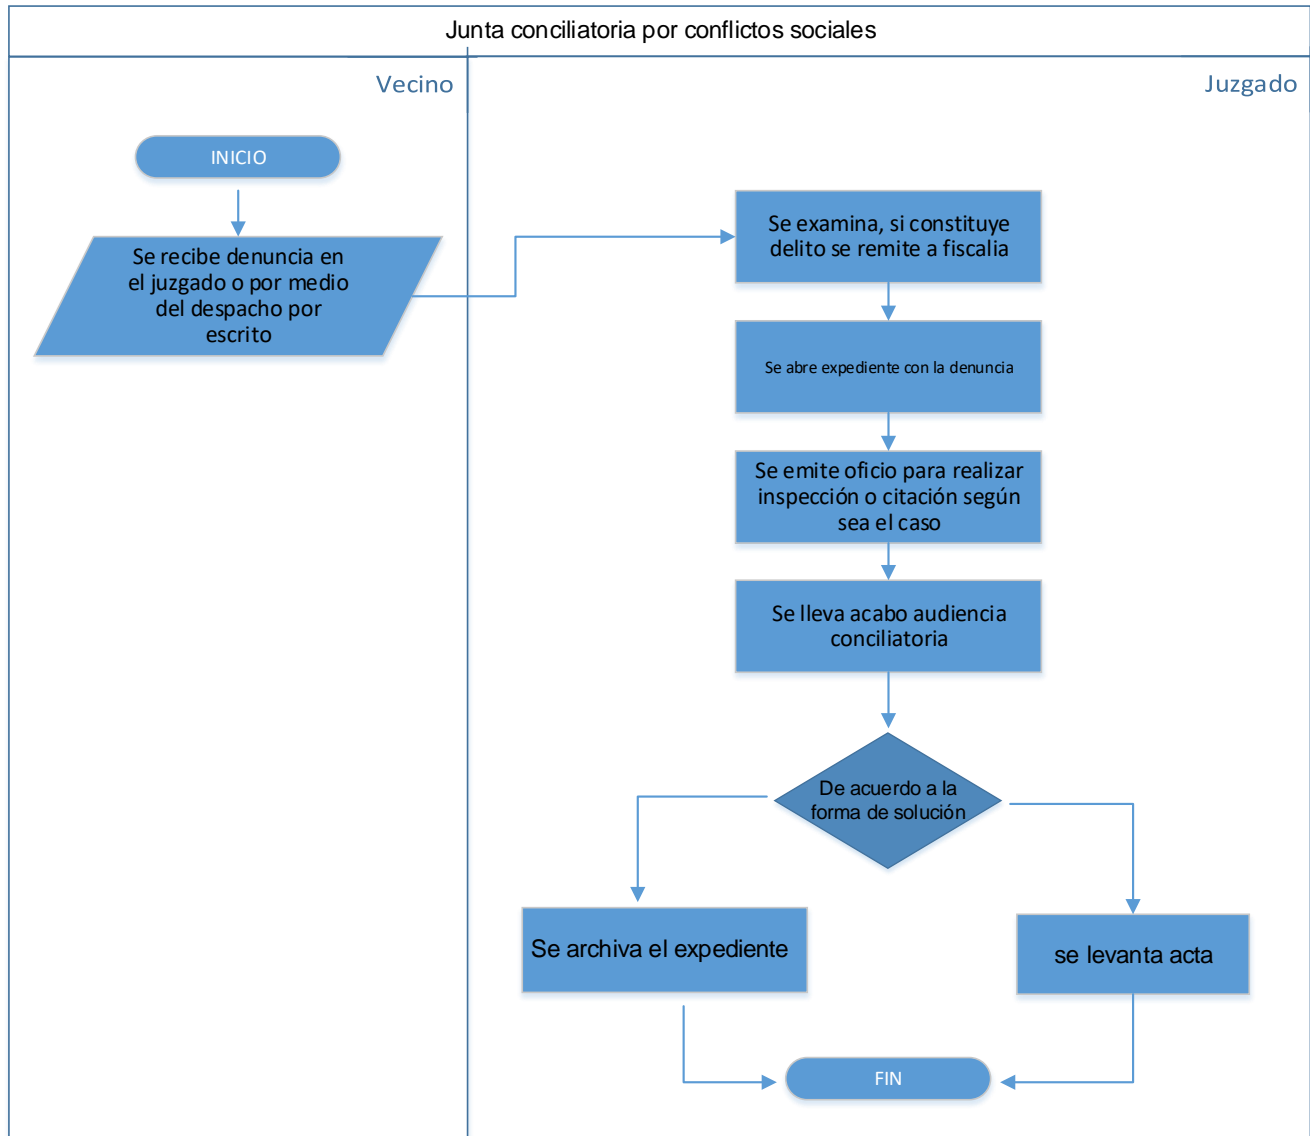 Junta conciliatoria por conflictos sociales
Vecino
Juzgado
INICIO
Se recibe denuncia en
el juzgado o por medio
del despacho por
escrito
Se examina, si constituye
delito se remite a fiscalia
Se abre expediente con la denuncia
Se emite oficio para realizar
inspección o citación según
sea el caso
Se lleva acabo audiencia
conciliatoria
De acuerdo a la
forma de solución
Se archiva el expediente
se levanta acta
FIN